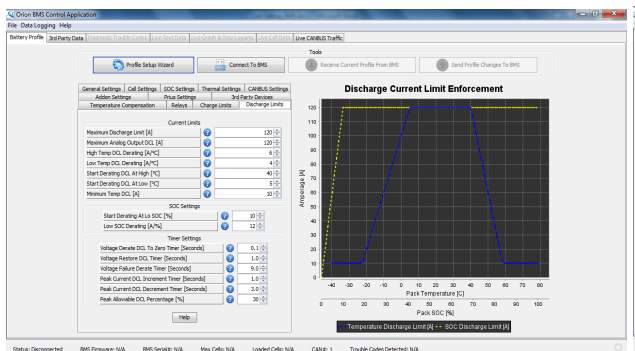 Orion BMS Control Application
File Data Logging Help
Battery Profile 3rd Party Data Diagnostic Trouble Codes Live Text Data Live Graph & Data Logging Live Cell Data Live CANBUS Traffic
Tools
Profile Setup Wizard Connect To BMS Receive Current Profile From BMS Send Profile Changes To BMS
General Settings Cell Settings SOC Settings Thermal Settings CANBUS Settings
Addon Settings Prius Settings 3rd Party Devices
Temperature Compensation Relays Charge Limits Discharge Limits
Current Limits
Maximum Discharge Limit [A] ? 120
Maximum Analog Output DCL [A] ? 120
High Temp DCL Derating [A/°C] ? 6
Low Temp DCL Derating [A/°C] ? 4
Start Derating DCL At High [°C] ? 40
Start Derating DCL At Low [°C] ? 5
Minimum Temp DCL [A] ? 10
SOC Settings
Start Derating At Lo SOC [%] ? 10
Low SOC Derating [A/%] ? 12
Timer Settings
Voltage Derate DCL To Zero Timer [Seconds] ? 0.1
Voltage Restore DCL Timer [Seconds] ? 1.0
Voltage Failure Derate Timer [Seconds] ? 9.0
Peak Current DCL Increment Timer [Seconds] ? 1.0
Peak Current DCL Decrement Timer [Seconds] ? 3.0
Peak Allowable DCL Percentage [%] ? 30
Help
Discharge Current Limit Enforcement
120
110
100
90
80
70
60
50
40
30
20
10
0
Amperage [A]
-40 -30 -20 -10 0 10 20 30 40 50 60 70 80
Pack Temperature [C]
0 10 20 30 40 50 60 70 80 90 100
Pack SOC [%]
Temperature Discharge Limit[A] SOC Discharge Limit[A]
Status: Disconnected BMS Firmware: N/A BMS Serial#: N/A Max Cells: N/A Loaded Cells: N/A CAN#: 1 Trouble Codes Detected: N/A